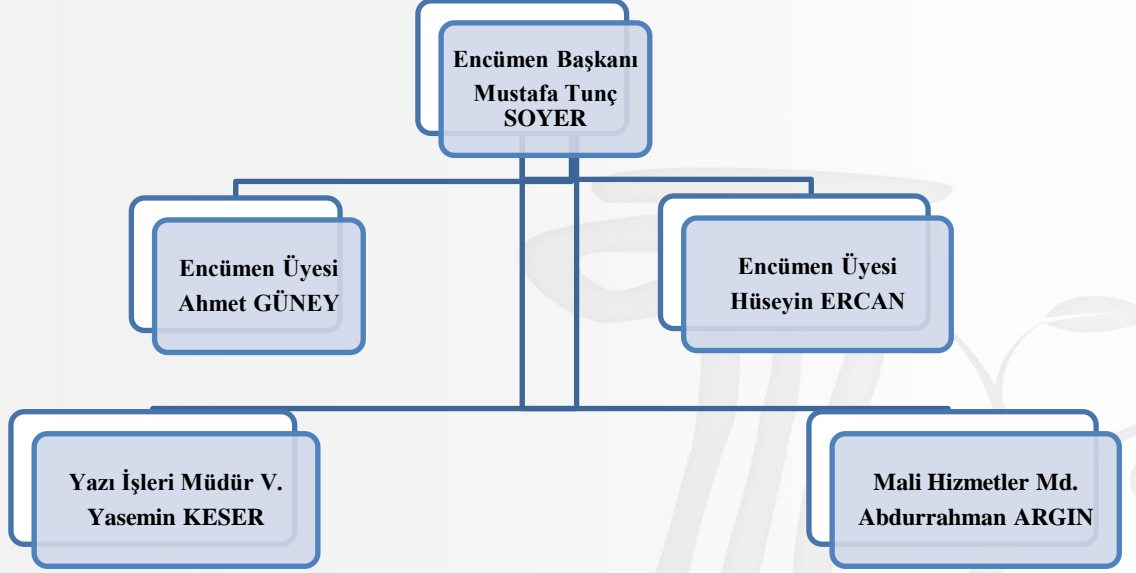 Encümen Başkanı
Mustafa Tunç
SOYER
Encümen Üyesi
Ahmet GÜNEY
Encümen Üyesi
Hüseyin ERCAN
Yazı İşleri Müdür V.
Yasemin KESER
Mali Hizmetler Md.
Abdurrahman ARGIN